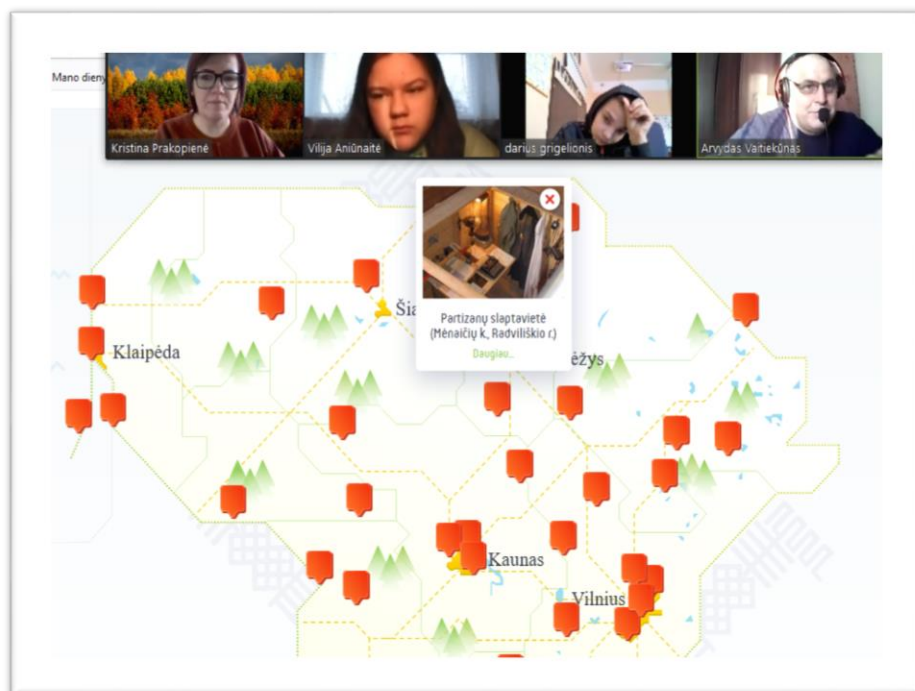 Mano dieny
Kristina Prakopienė
Vilija Aniūnaitė
darius grigelionis
Arvydas Vaitiekūnas
Partizanų slaptavietė
(Mėnaičių k., Radviliškio r.)
Daugiau...
Šia
Klaipėda
ėžys
Kaunas
Vilnius